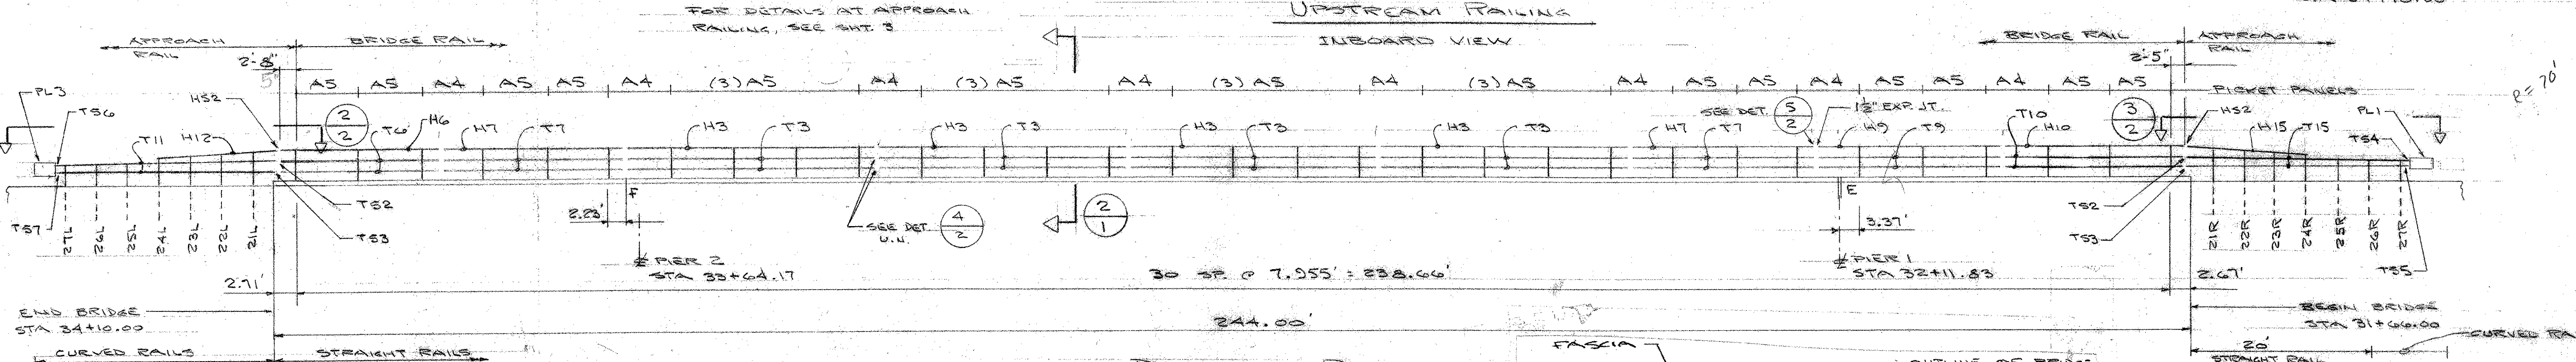 UPSTREAM RAILING
INBOARD VIEW
FOR DETAILS AT APPROACH
RAILING, SEE SHT. 3
APPROACH
RAIL
BRIDGE RAIL
BRIDGE RAIL
APPROACH
RAIL
2'-8"
5"
2'-5"
A5 A5 A4 A5 A5 A4 (3) A5 A4 (3) A5 A4 (3) A5 A4 (3) A5 A4 A5 A5 A4 A5 A5 A4 A5 A5
R=70'
PL3
TS6
HS2
2
2
T11
H12
T6
H6
H7
T7
H3
T3
H3
T3
H3
T3
H3
T3
H7
T7
SEE DET.
5
2
1½" EXP. JT.
H9
T9
T10
H10
3
2
PICKET PANELS
HS2
PL1
H15
T15
TS4
TS7
27L
26L
25L
24L
23L
22L
21L
TS2
TS3
2.23'
F
SEE DET
U.N.
4
2
2
1
E
3.37'
TS2
TS3
21R
22R
23R
24R
25R
26R
27R
TS5
℄ PIER 2
STA 33+64.17
30 SP. @ 7.955' = 238.66'
℄ PIER 1
STA 32+11.83
2.71'
2.67'
END BRIDGE
STA 34+10.00
244.00'
BEGIN BRIDGE
STA 31+66.00
CURVED RAILS
STRAIGHT RAILS
FASCIA
20'
STRAIGHT RAIL
CURVED RA